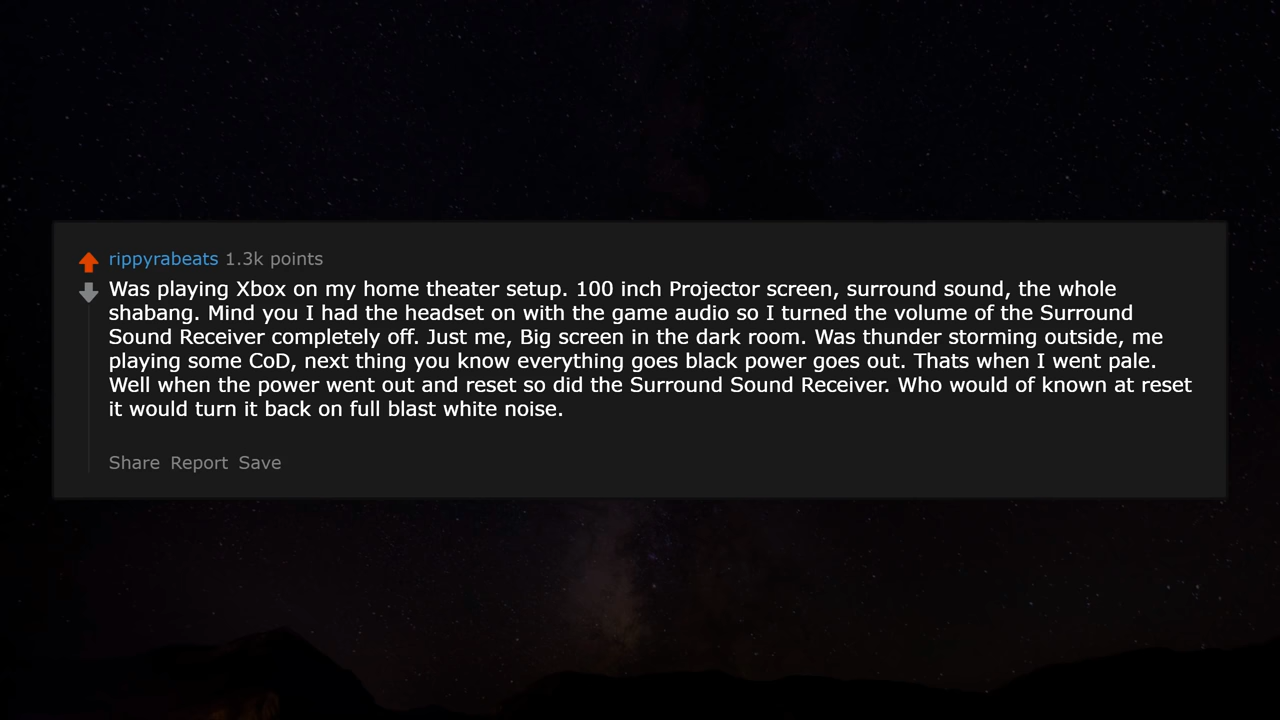 rippyrabeats 1.3k points
Was playing Xbox on my home theater setup. 100 inch Projector screen, surround sound, the whole
shabang. Mind you I had the headset on with the game audio so I turned the volume of the Surround
Sound Receiver completely off. Just me, Big screen in the dark room. Was thunder storming outside, me
playing some CoD, next thing you know everything goes black power goes out. Thats when I went pale.
Well when the power went out and reset so did the Surround Sound Receiver. Who would of known at reset
it would turn it back on full blast white noise.
Share Report Save